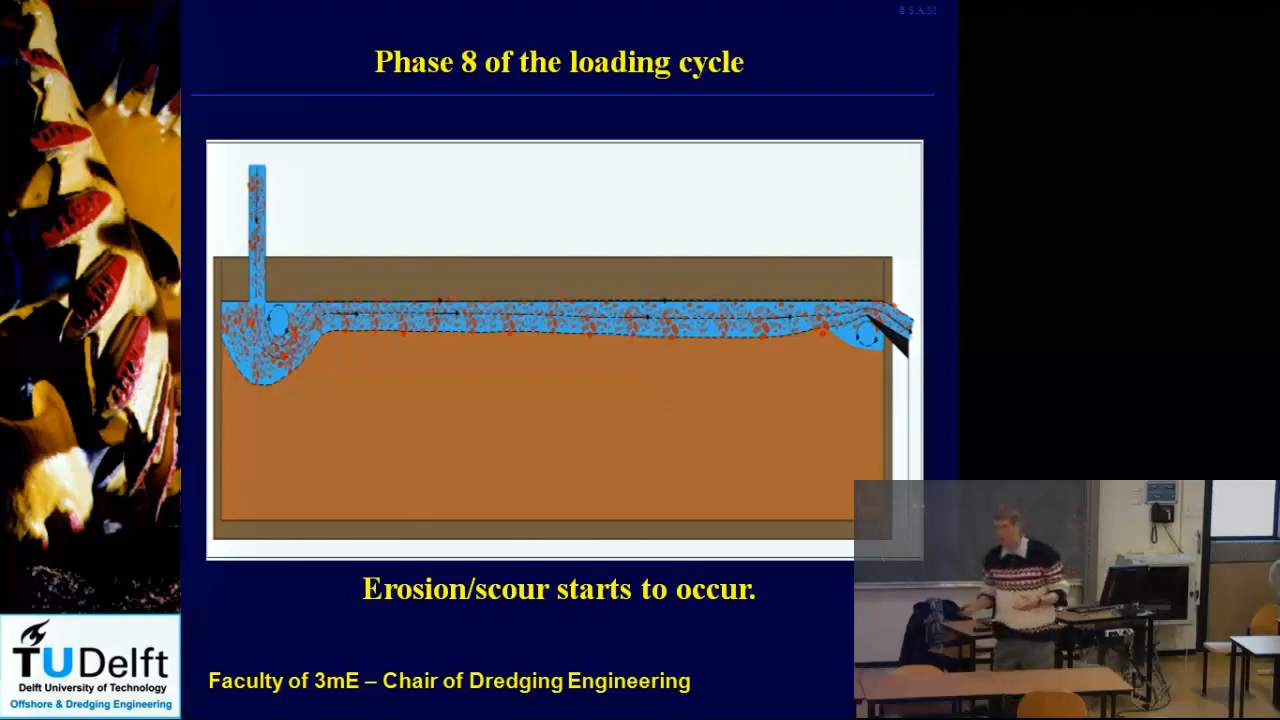 B.S.A.M
Phase 8 of the loading cycle
Erosion/scour starts to occur.
TU Delft
Delft University of Technology
Offshore & Dredging Engineering
Faculty of 3mE – Chair of Dredging Engineering